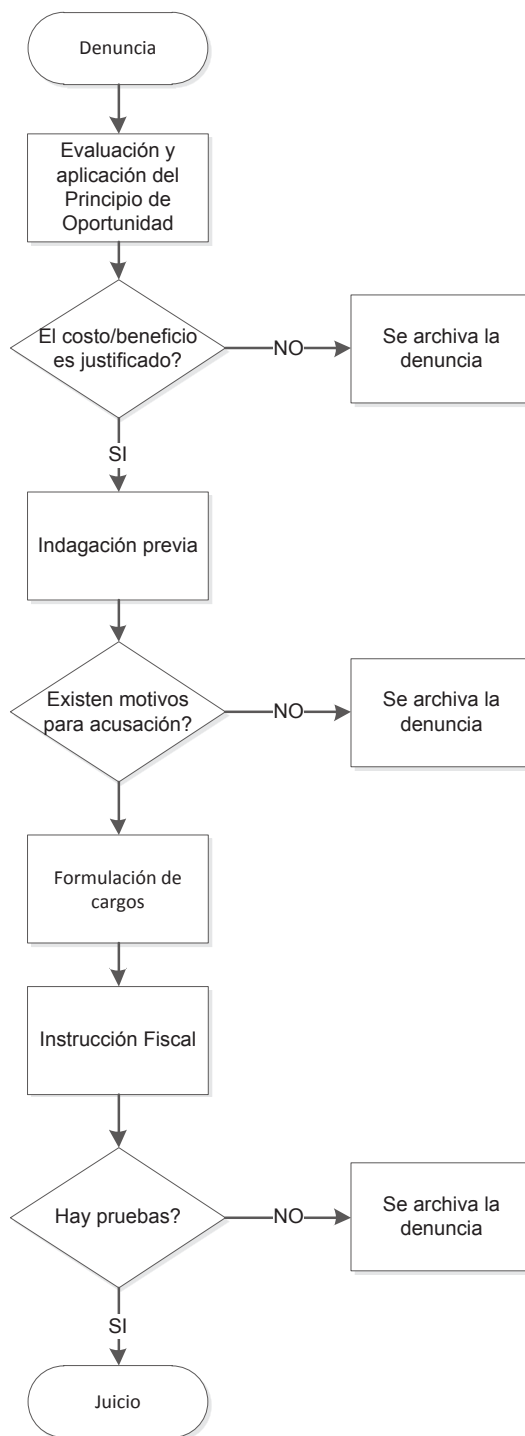 Denuncia
Evaluación y
aplicación del
Principio de
Oportunidad
El costo/beneficio
es justificado?
NO
Se archiva la
denuncia
SI
Indagación previa
Existen motivos
para acusación?
NO
Se archiva la
denuncia
Formulación de
cargos
Instrucción Fiscal
Hay pruebas?
NO
Se archiva la
denuncia
SI
Juicio